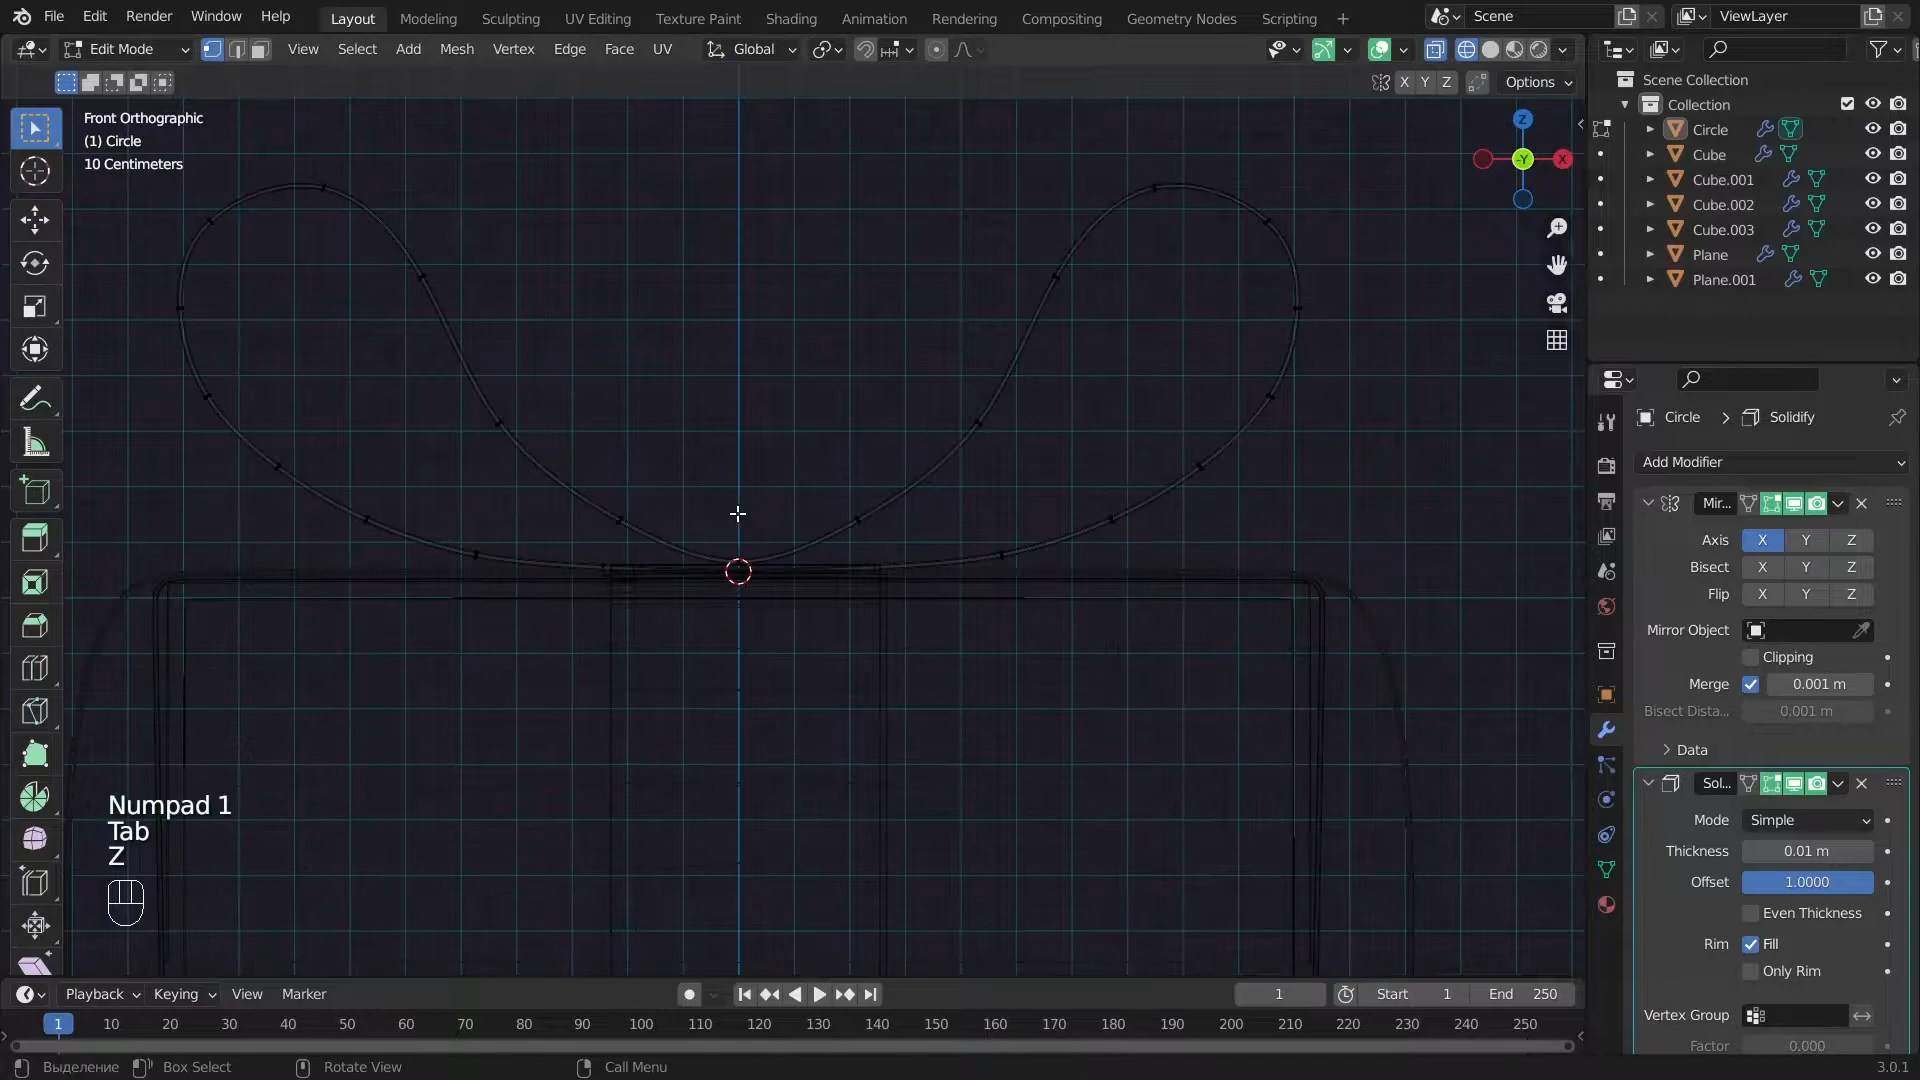 File Edit Render Window Help Layout Modeling Sculpting UV Editing Texture Paint Shading Animation Rendering Compositing Geometry Nodes Scripting + Scene ViewLayer
Edit Mode View Select Add Mesh Vertex Edge Face UV Global
X Y Z Options
Scene Collection
Collection
Circle
Cube
Cube.001
Cube.002
Cube.003
Plane
Plane.001
Front Orthographic
(1) Circle
10 Centimeters
Z
-Y X
Circle > Solidify
Add Modifier
Mir...
Axis X Y Z
Bisect X Y Z
Flip X Y Z
Mirror Object
Clipping
Merge 0.001 m
Bisect Dista... 0.001 m
Data
Sol...
Mode Simple
Thickness 0.01 m
Offset 1.0000
Even Thickness
Rim Fill
Only Rim
Vertex Group
Factor 0.000
Numpad 1
Tab
Z
Playback Keying View Marker 1 Start 1 End 250
1 10 20 30 40 50 60 70 80 90 100 110 120 130 140 150 160 170 180 190 200 210 220 230 240 250
Выделение Box Select Rotate View Call Menu 3.0.1